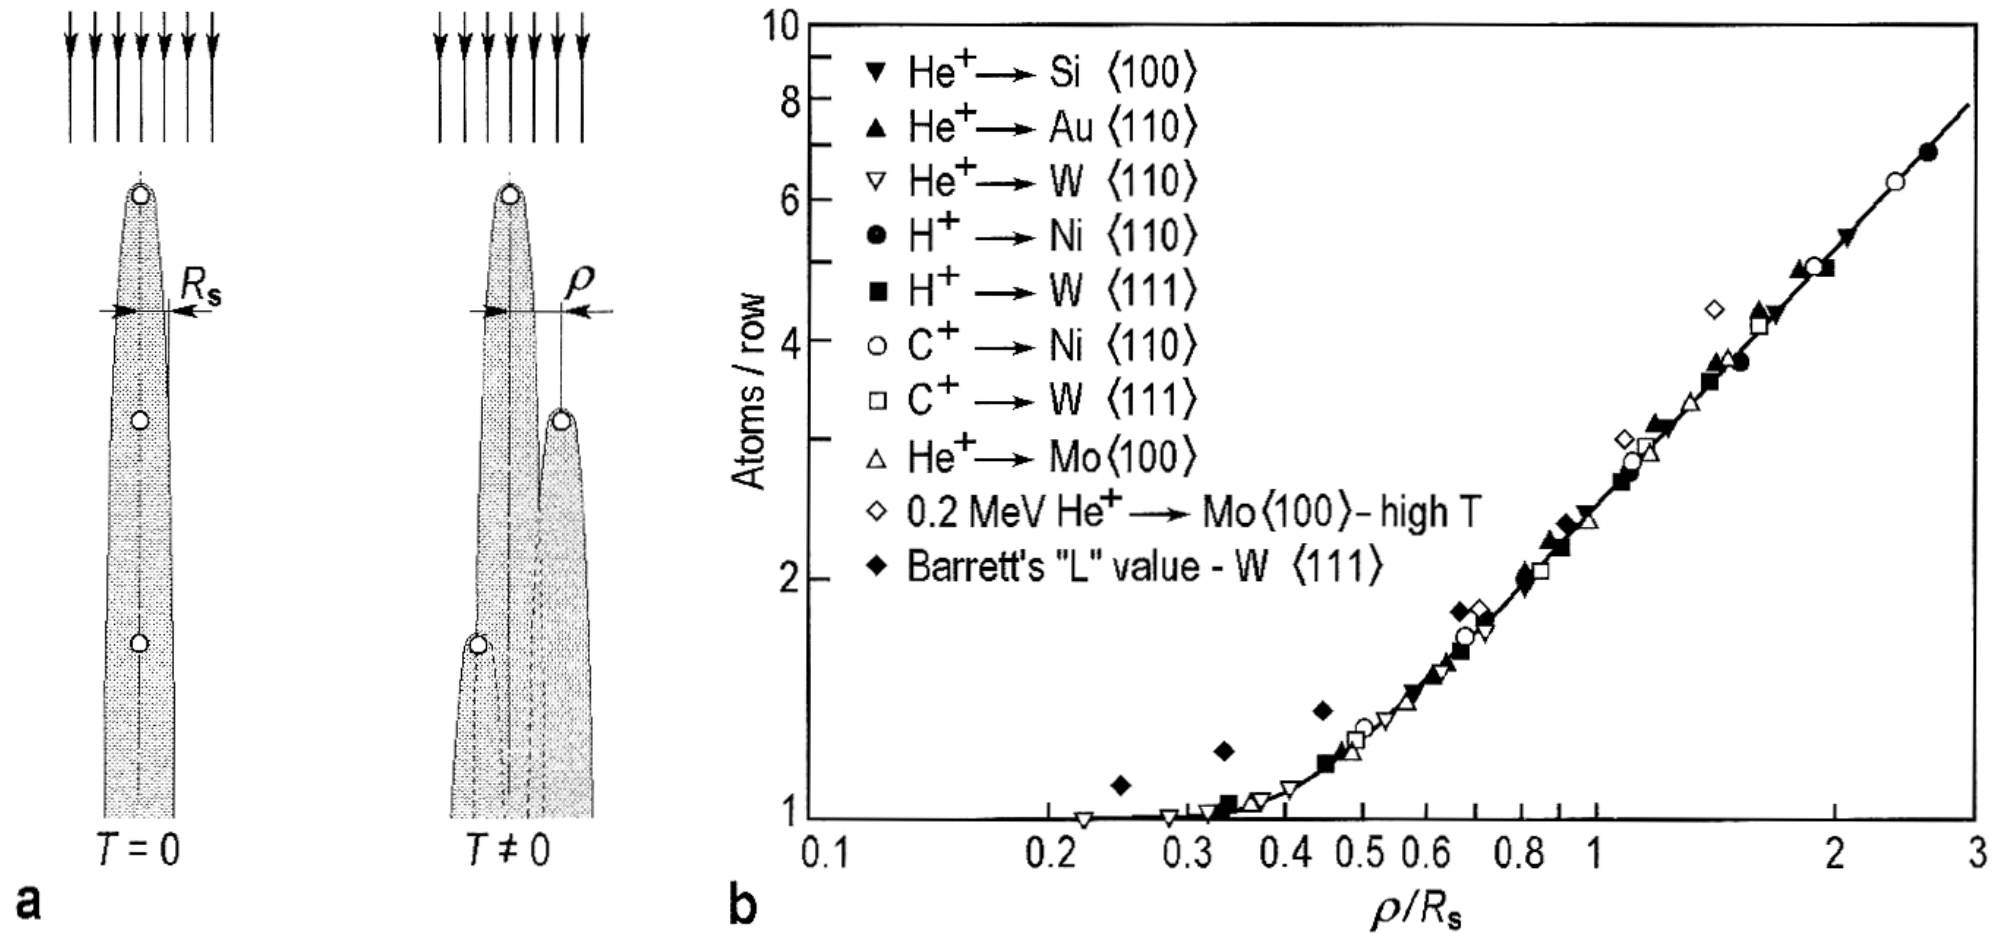 R_s
ρ
T = 0
T ≠ 0
a
10
8
6
4
2
1
Atoms / row
He⁺ → Si ⟨100⟩
He⁺ → Au ⟨110⟩
He⁺ → W ⟨110⟩
H⁺ → Ni ⟨110⟩
H⁺ → W ⟨111⟩
C⁺ → Ni ⟨110⟩
C⁺ → W ⟨111⟩
He⁺ → Mo⟨100⟩
0.2 MeV He⁺ → Mo⟨100⟩- high T
Barrett's "L" value - W ⟨111⟩
0.1 0.2 0.3 0.4 0.5 0.6 0.8 1 2 3
ρ/R_s
b